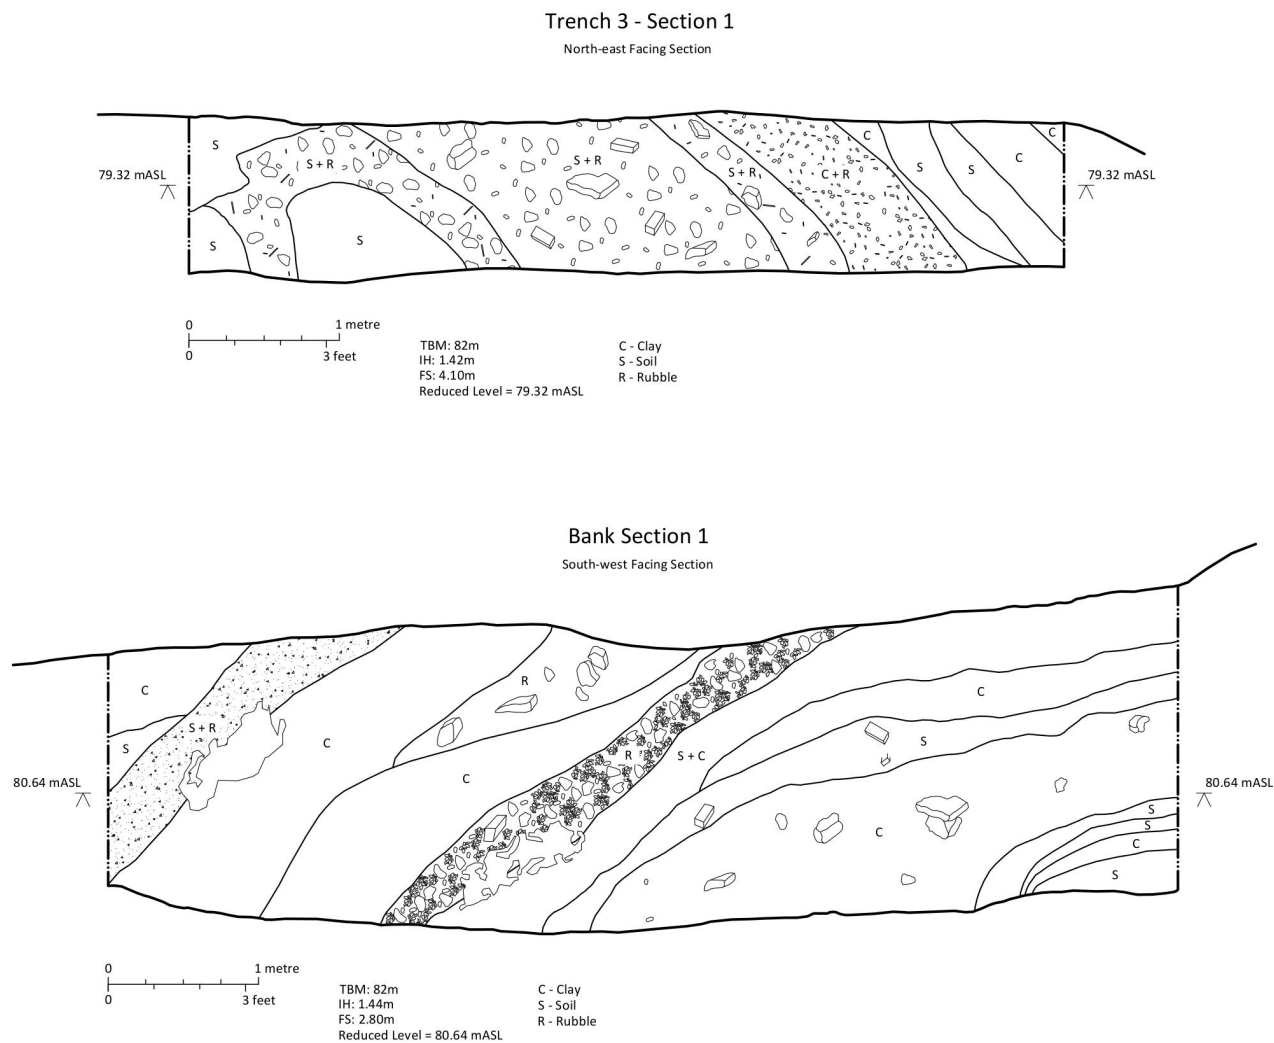 Trench 3 - Section 1
North-east Facing Section
C
C
S
S + R
S + R
S + R
C + R
S
S
C
79.32 mASL
79.32 mASL
S
S
0
1 metre
0
3 feet
TBM: 82m
IH: 1.42m
FS: 4.10m
Reduced Level = 79.32 mASL
C - Clay
S - Soil
R - Rubble
Bank Section 1
South-west Facing Section
C
R
C
S + R
C
S
S
R
S + C
C
80.64 mASL
80.64 mASL
S
S
C
C
S
0
1 metre
0
3 feet
TBM: 82m
IH: 1.44m
FS: 2.80m
Reduced Level = 80.64 mASL
C - Clay
S - Soil
R - Rubble